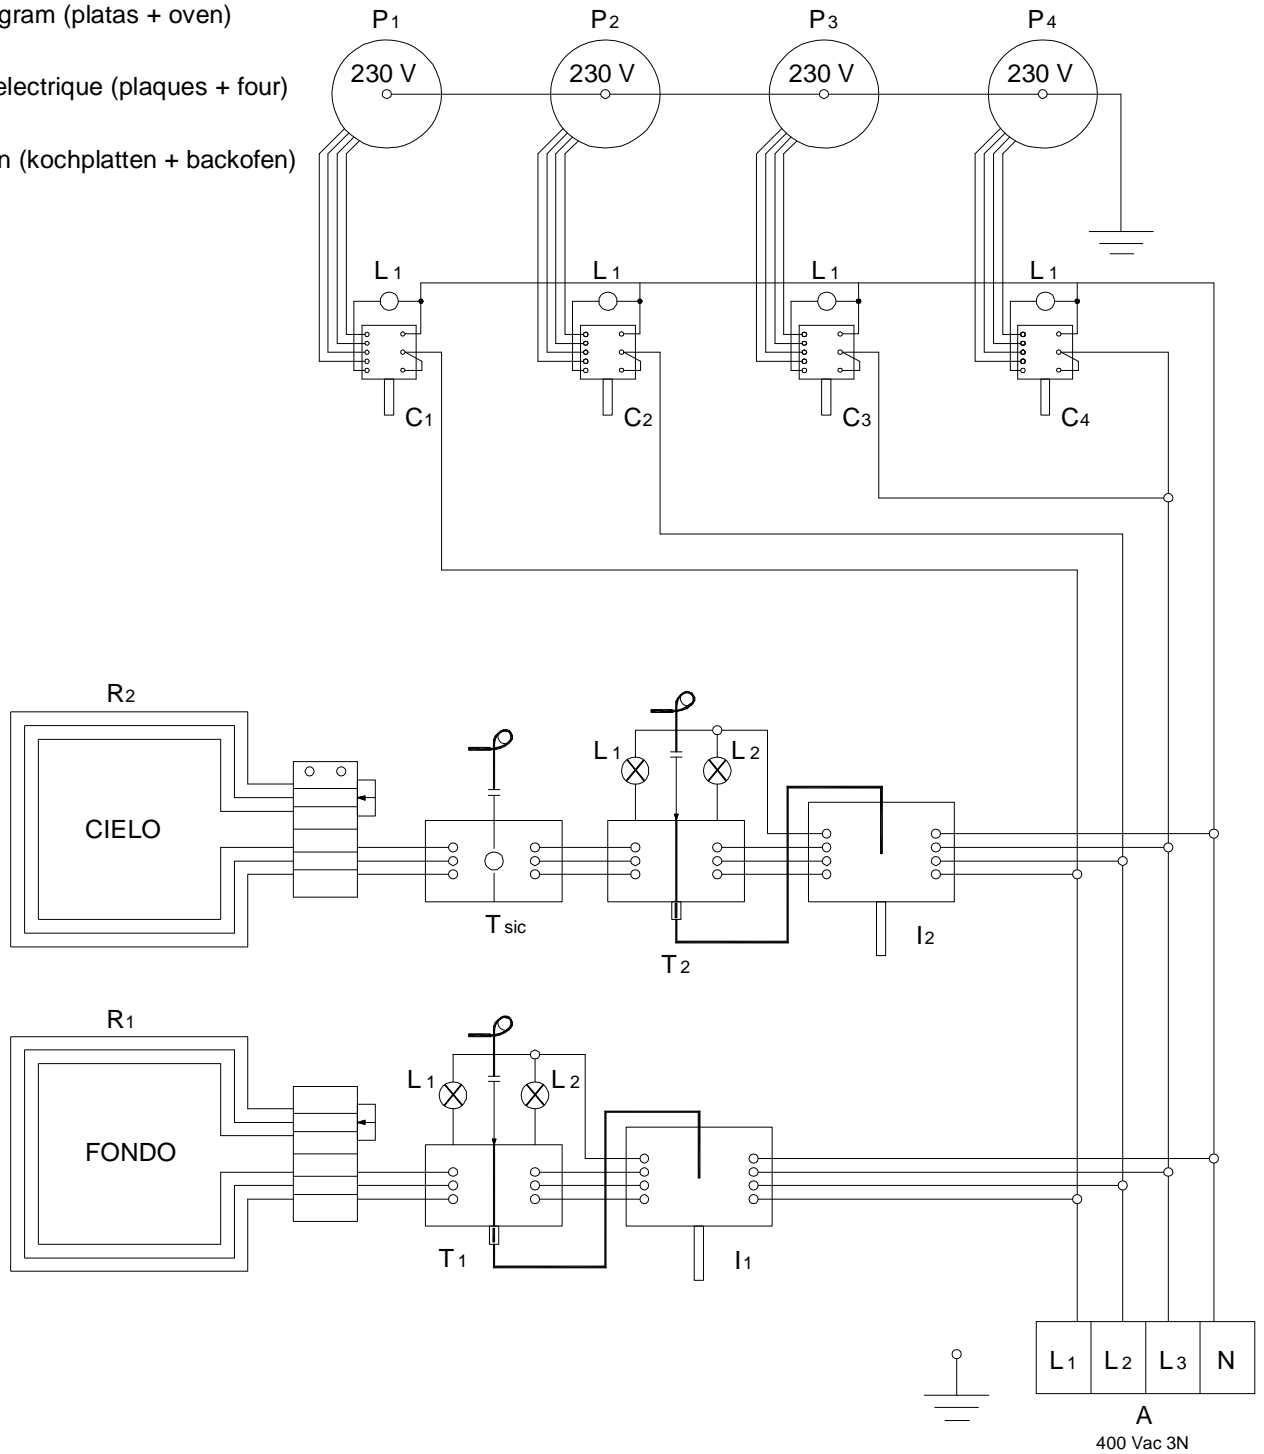 gram (platas + oven)
electrique (plaques + four)
n (kochplatten + backofen)
P1 P2 P3 P4
230 V 230 V 230 V 230 V
L1 L1 L1 L1
C1 C2 C3 C4
R2
L1 L2
CIELO
T sic
T2
I2
R1
L1 L2
FONDO
T1
I1
L1 L2 L3 N
A
400 Vac 3N